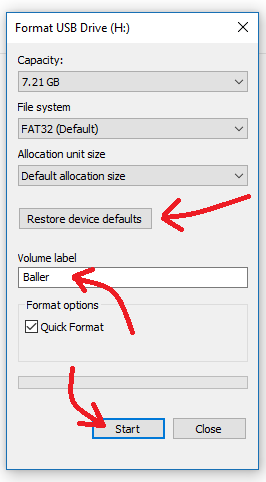 Format USB Drive (H:)
Capacity:
7.21 GB
File system
FAT32 (Default)
Allocation unit size
Default allocation size
Restore device defaults
Volume label
Baller
Format options
Quick Format
Start Close